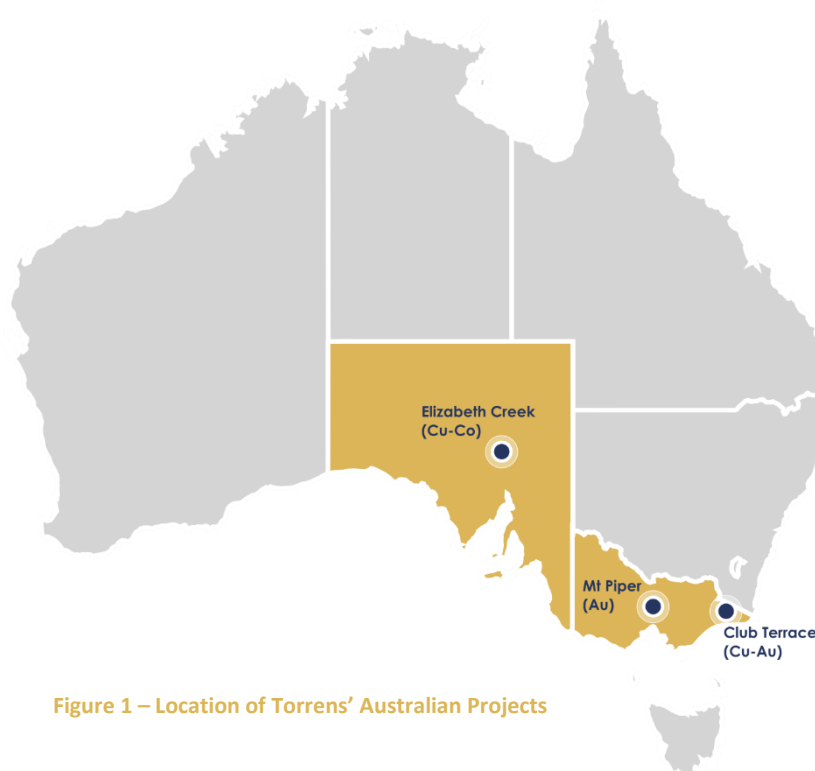 Elizabeth Creek
(Cu-Co)
Mt Piper
(Au)
Club Terrace
(Cu-Au)
Figure 1 – Location of Torrens’ Australian Projects